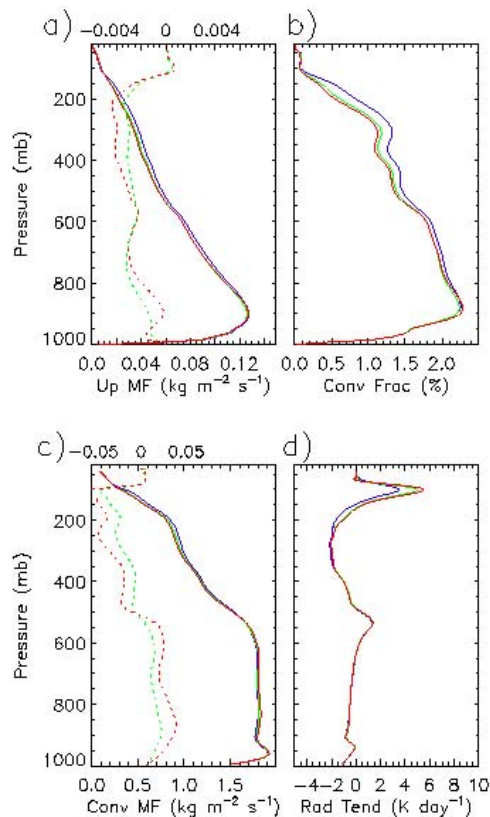 a)
−0.004 0 0.004
b)
Pressure (mb)
200
400
600
800
1000
0.0 0.04 0.08 0.12
Up MF (kg m⁻² s⁻¹)
0.0 0.5 1.0 1.5 2.0
Conv Frac (%)
c)
−0.05 0 0.05
d)
Pressure (mb)
200
400
600
800
1000
0.0 0.5 1.0 1.5
Conv MF (kg m⁻² s⁻¹)
−4−2 0 2 4 6 8 10
Rad Tend (K day⁻¹)